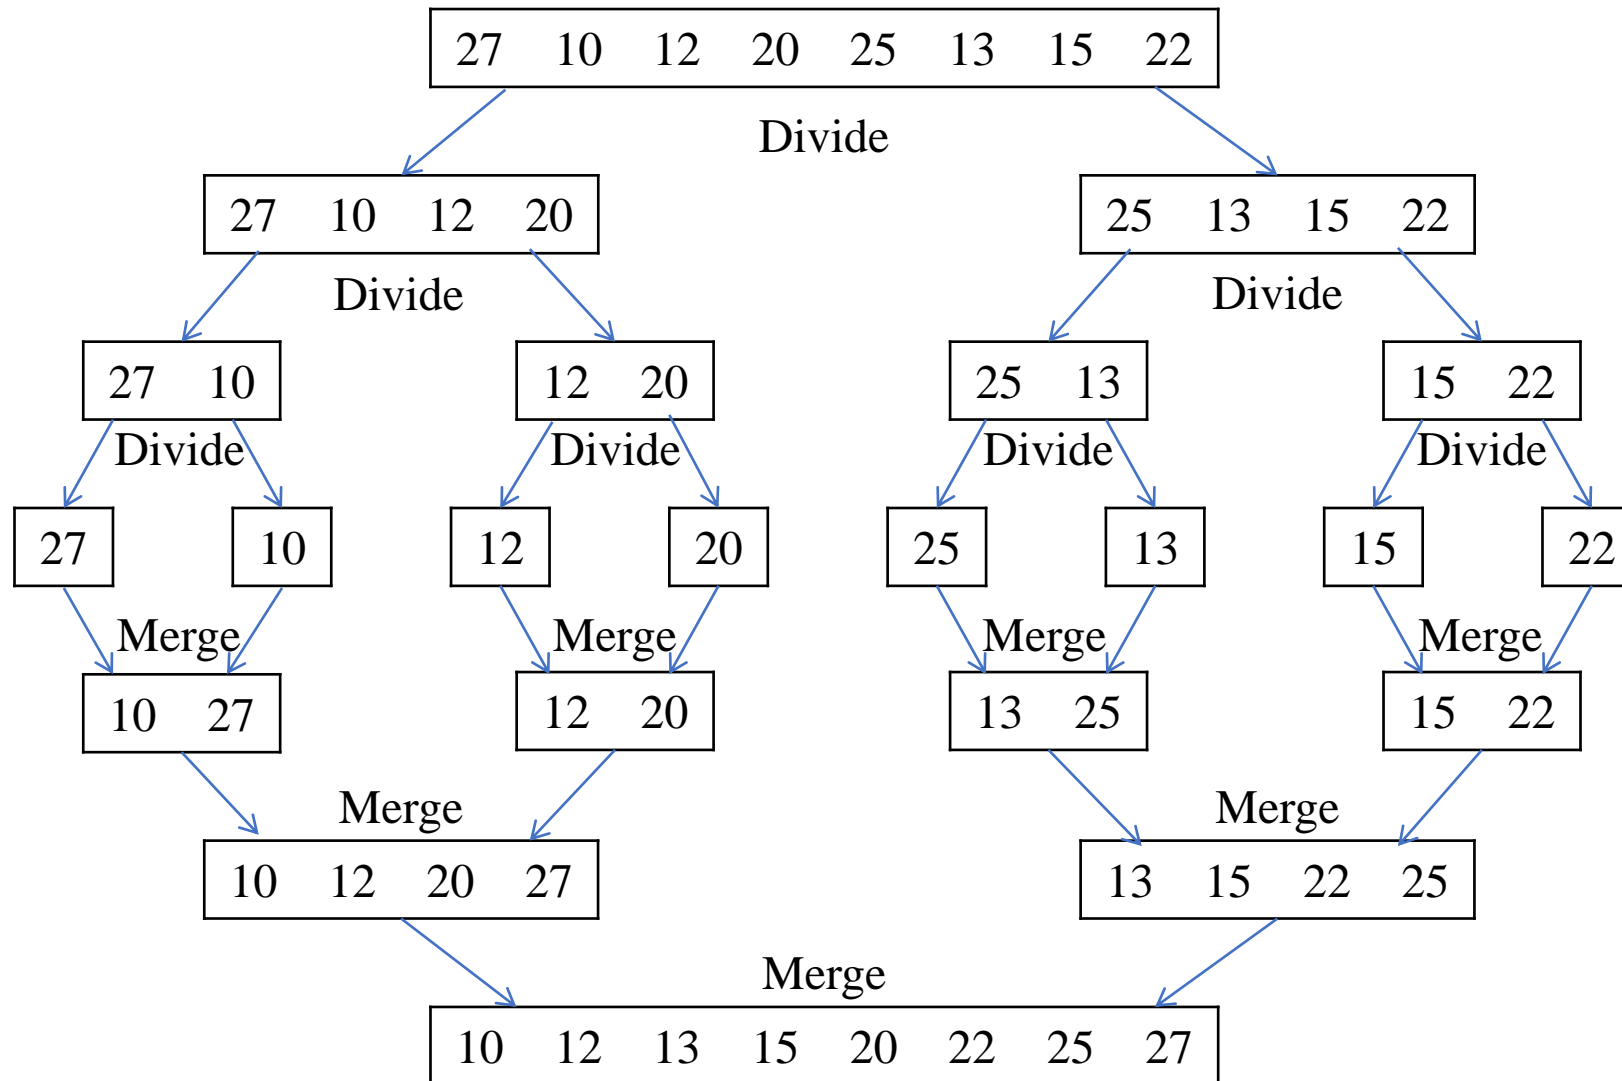 27 10 12 20 25 13 15 22
Divide
27 10 12 20 25 13 15 22
Divide Divide
27 10 12 20 25 13 15 22
Divide Divide Divide Divide
27 10 12 20 25 13 15 22
Merge Merge Merge Merge
10 27 12 20 13 25 15 22
Merge Merge
10 12 20 27 13 15 22 25
Merge
10 12 13 15 20 22 25 27